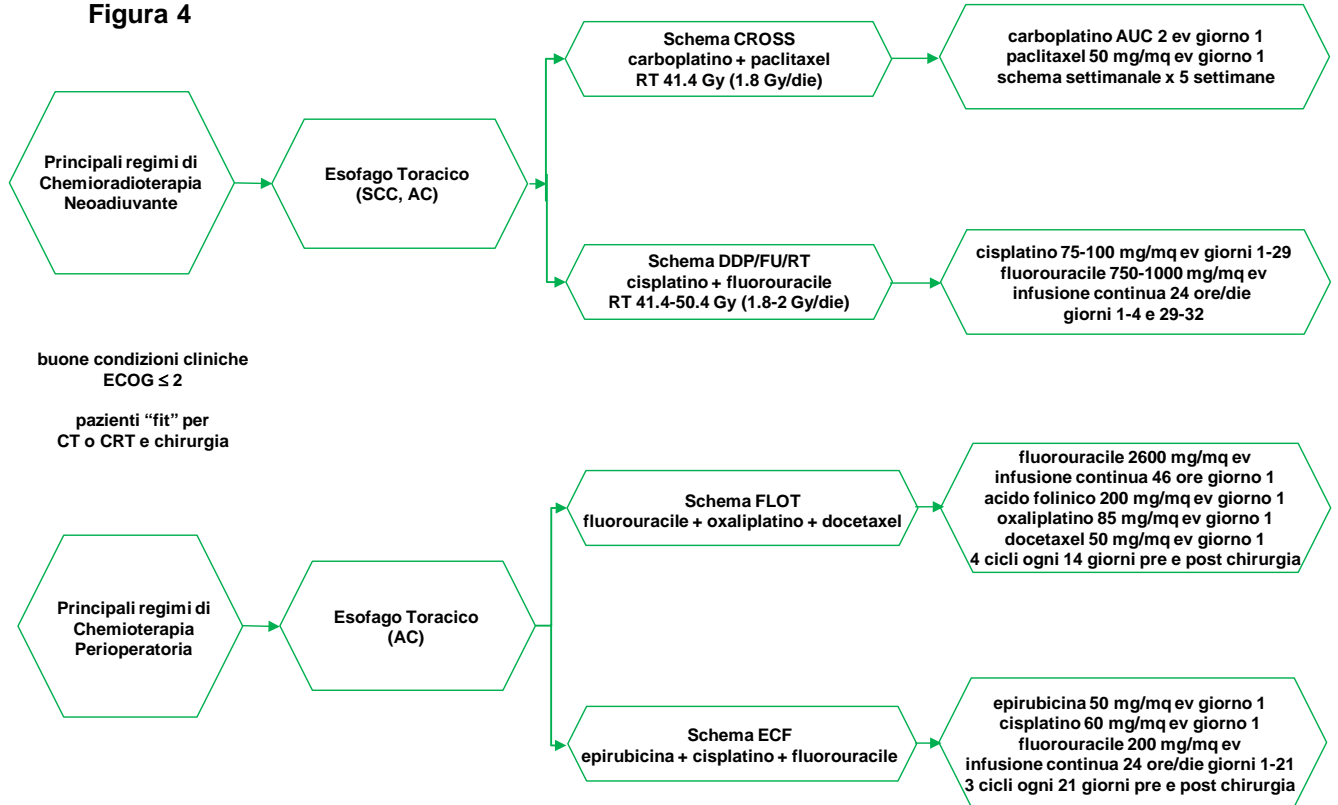 Figura 4
Principali regimi di
Chemioradioterapia
Neoadiuvante
Esofago Toracico
(SCC, AC)
Schema CROSS
carboplatino + paclitaxel
RT 41.4 Gy (1.8 Gy/die)
carboplatino AUC 2 ev giorno 1
paclitaxel 50 mg/mq ev giorno 1
schema settimanale x 5 settimane
Schema DDP/FU/RT
cisplatino + fluorouracile
RT 41.4-50.4 Gy (1.8-2 Gy/die)
cisplatino 75-100 mg/mq ev giorni 1-29
fluorouracile 750-1000 mg/mq ev
infusione continua 24 ore/die
giorni 1-4 e 29-32
buone condizioni cliniche
ECOG ≤ 2
pazienti “fit” per
CT o CRT e chirurgia
Principali regimi di
Chemioterapia
Perioperatoria
Esofago Toracico
(AC)
Schema FLOT
fluorouracile + oxaliplatino + docetaxel
fluorouracile 2600 mg/mq ev
infusione continua 46 ore giorno 1
acido folinico 200 mg/mq ev giorno 1
oxaliplatino 85 mg/mq ev giorno 1
docetaxel 50 mg/mq ev giorno 1
4 cicli ogni 14 giorni pre e post chirurgia
Schema ECF
epirubicina + cisplatino + fluorouracile
epirubicina 50 mg/mq ev giorno 1
cisplatino 60 mg/mq ev giorno 1
fluorouracile 200 mg/mq ev
infusione continua 24 ore/die giorni 1-21
3 cicli ogni 21 giorni pre e post chirurgia